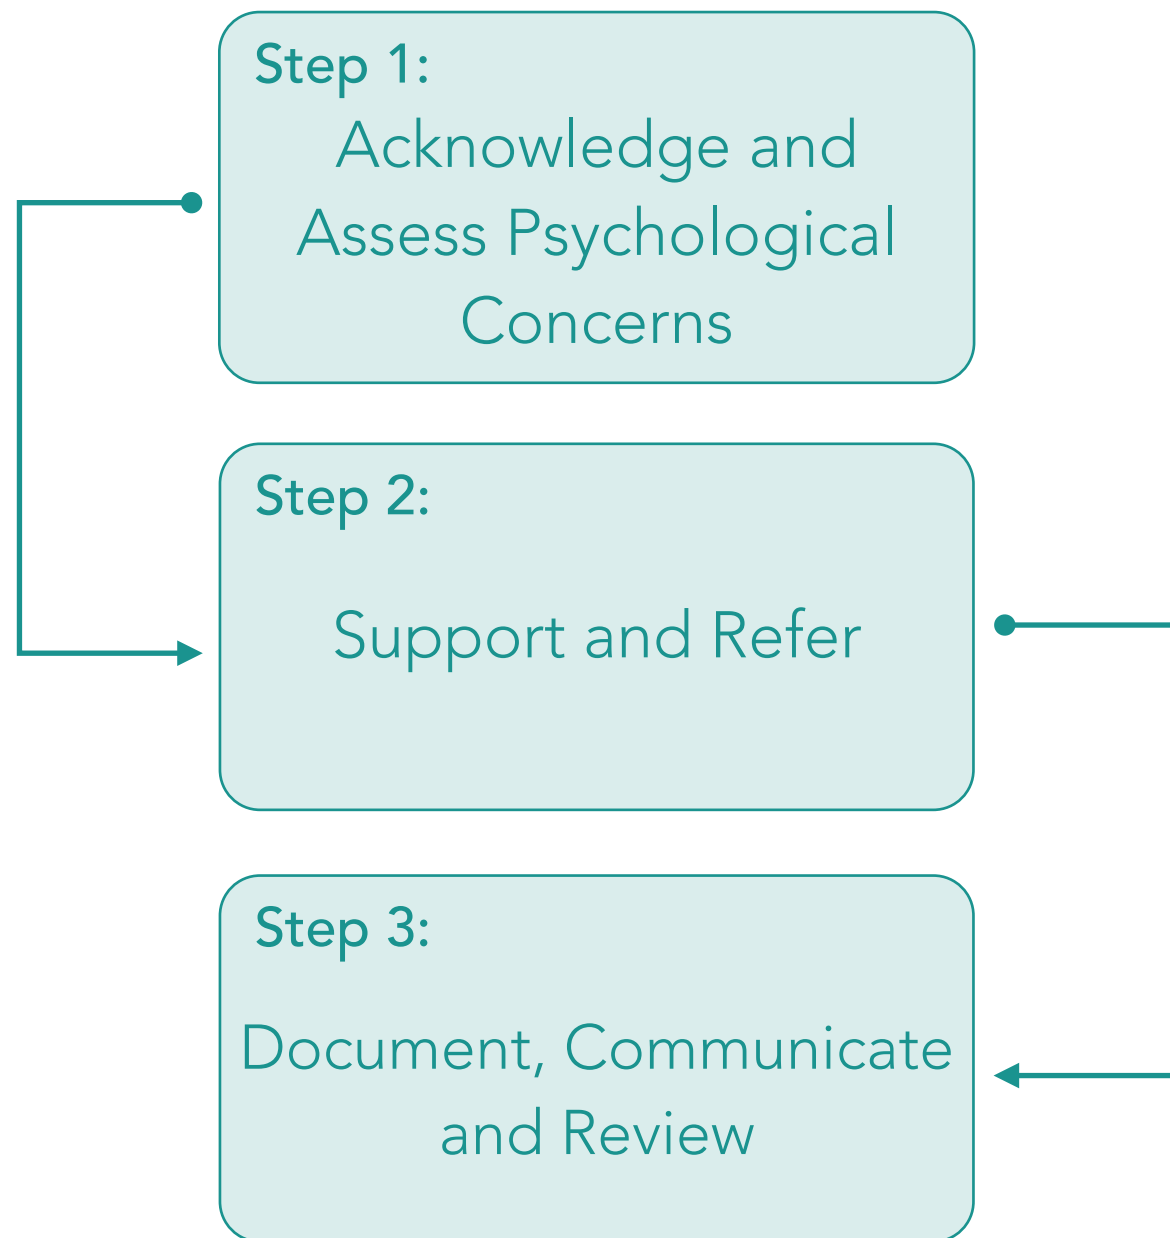 Step 1:
Acknowledge and
Assess Psychological
Concerns
Step 2:
Support and Refer
Step 3:
Document, Communicate
and Review